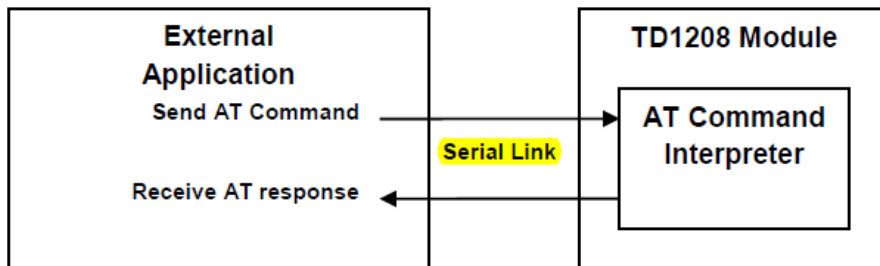 External
Application
Send AT Command
Receive AT response
Serial Link
TD1208 Module
AT Command
Interpreter